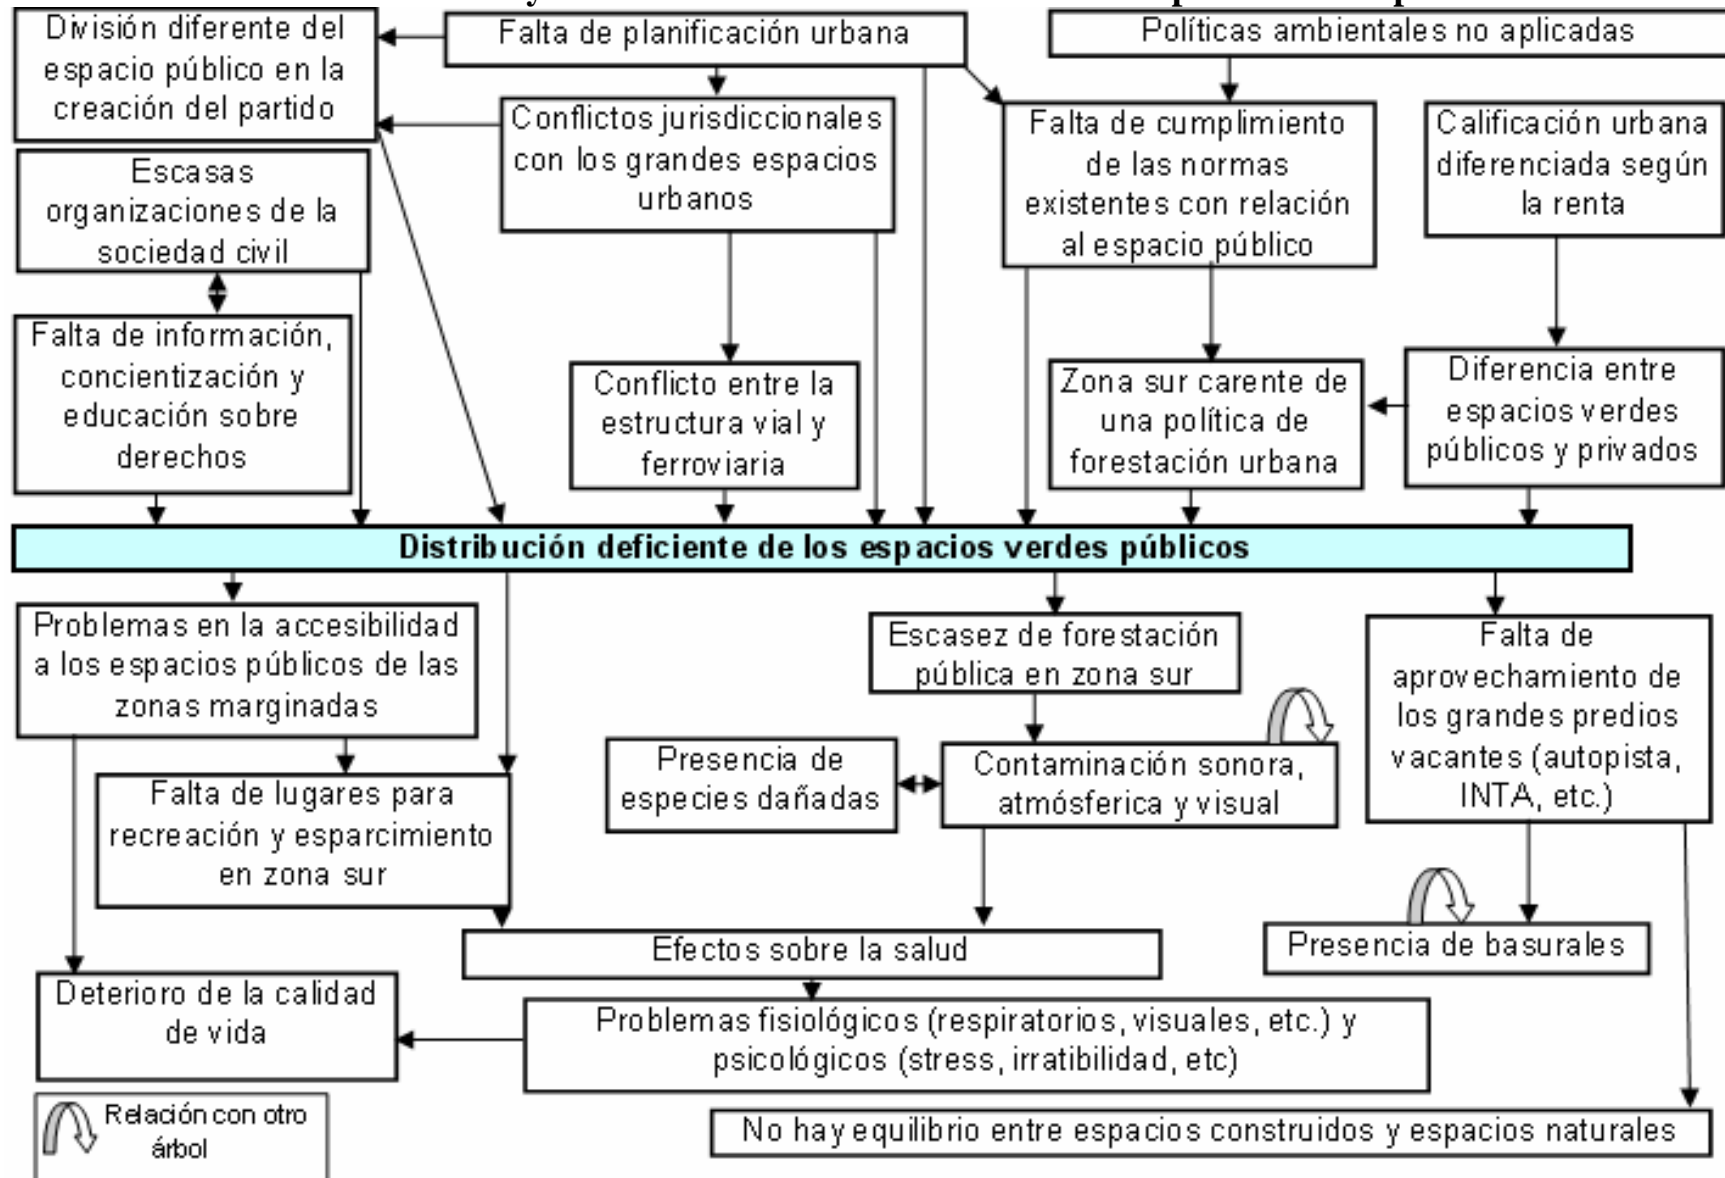 División diferente del
espacio público en la
creación del partido
Falta de planificación urbana
Políticas ambientales no aplicadas
Conflictos jurisdiccionales
con los grandes espacios
urbanos
Falta de cumplimiento
de las normas
existentes con relación
al espacio público
Calificación urbana
diferenciada según
la renta
Escasas
organizaciones de la
sociedad civil
Falta de información,
concientización y
educación sobre
derechos
Conflicto entre la
estructura vial y
ferroviaria
Zona sur carente de
una política de
forestación urbana
Diferencia entre
espacios verdes
públicos y privados
Distribución deficiente de los espacios verdes públicos
Problemas en la accesibilidad
a los espacios públicos de las
zonas marginadas
Escasez de forestación
pública en zona sur
Falta de
aprovechamiento de
los grandes predios
vacantes (autopista,
INTA, etc.)
Presencia de
especies dañadas
Contaminación sonora,
atmósferica y visual
Falta de lugares para
recreación y esparcimiento
en zona sur
Efectos sobre la salud
Presencia de basurales
Deterioro de la calidad
de vida
Problemas fisiológicos (respiratorios, visuales, etc.) y
psicológicos (stress, irratibilidad, etc)
Relación con otro
árbol
No hay equilibrio entre espacios construidos y espacios naturales